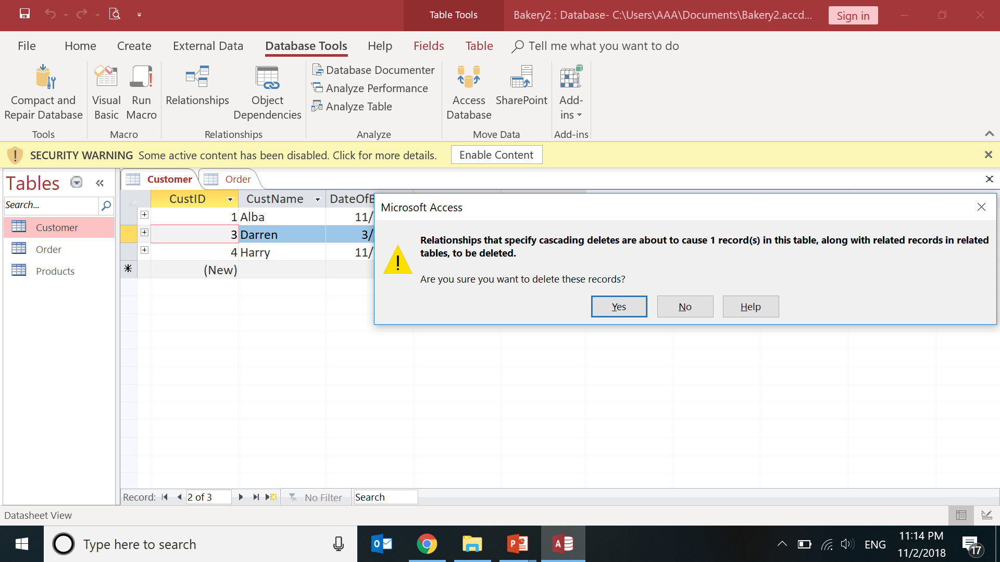 Table Tools
Bakery2 : Database- C:\Users\AAA\Documents\Bakery2.accd...
Sign in
File Home Create External Data Database Tools Help Fields Table Tell me what you want to do
Compact and
Repair Database
Visual
Basic
Run
Macro
Relationships
Object
Dependencies
Database Documenter
Analyze Performance
Analyze Table
Access
Database
SharePoint
Add-
ins
Tools Macro Relationships Analyze Move Data Add-ins
SECURITY WARNING Some active content has been disabled. Click for more details. Enable Content
Tables
Search...
Customer
Order
Products
Customer Order
CustID CustName DateOfB
1 Alba 11/
3 Darren 3/
4 Harry 11/
(New)
Microsoft Access
Relationships that specify cascading deletes are about to cause 1 record(s) in this table, along with related records in related
tables, to be deleted.
Are you sure you want to delete these records?
Yes No Help
Record: 2 of 3 No Filter Search
Datasheet View
Type here to search
ENG
11:14 PM
11/2/2018
17